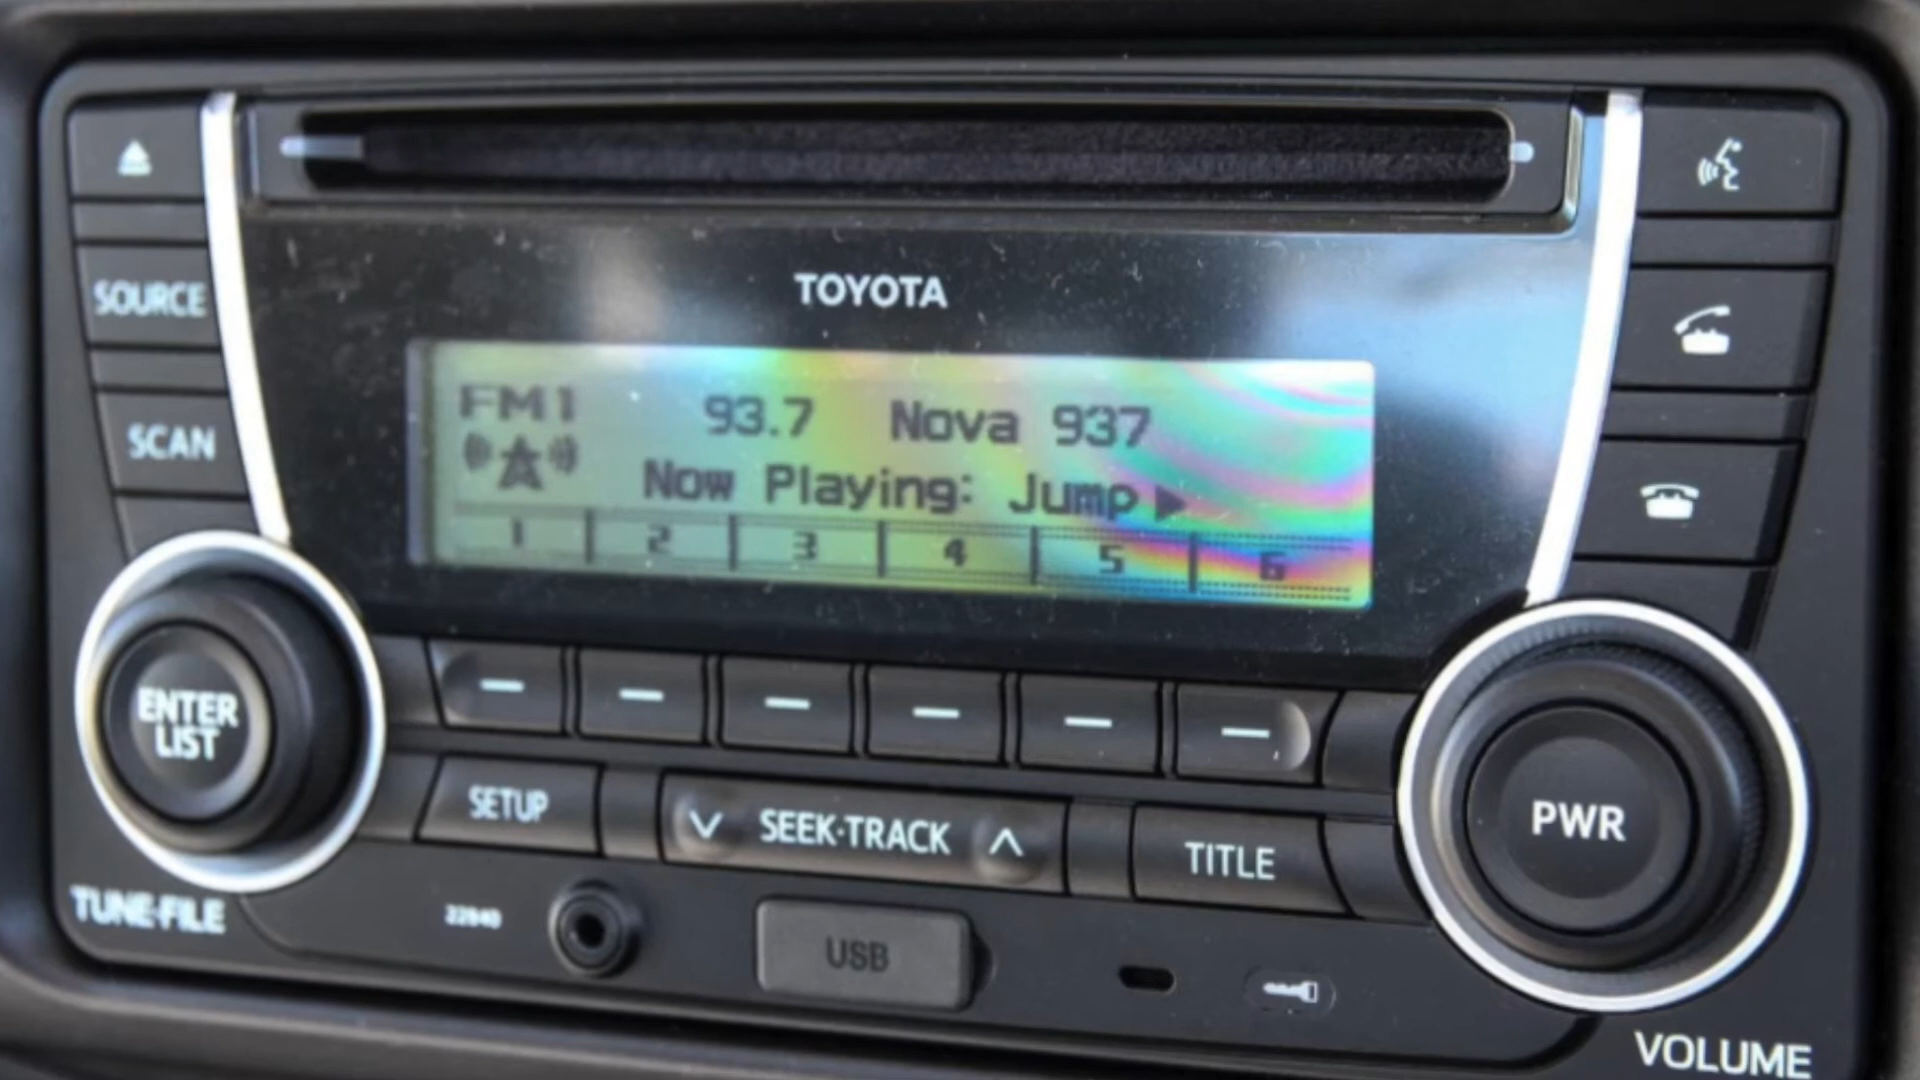 TOYOTA
SOURCE
SCAN
FM1 93.7 Nova 937
Now Playing: Jump
1 2 3 4 5 6
ENTER
LIST
TUNE·FILE
SETUP
SEEK·TRACK
TITLE
PWR
VOLUME
22840
USB